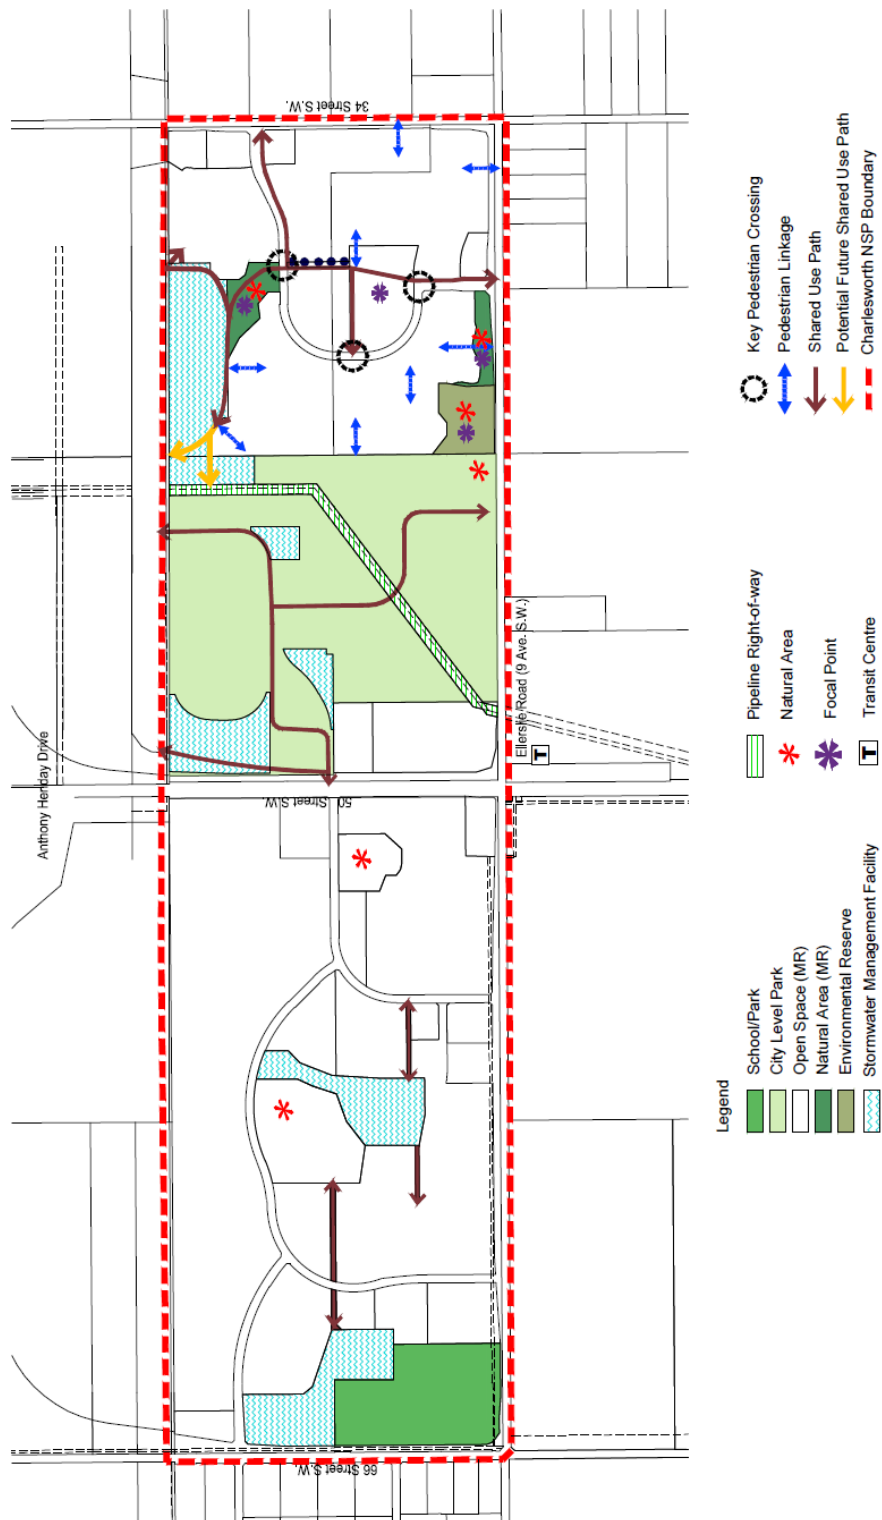 34 Street S.W.
Anthony Henday Drive
50 Street S.W.
Ellerslie Road (9 Ave. S.W.)
T
66 Street S.W.
Legend
School/Park
City Level Park
Open Space (MR)
Natural Area (MR)
Environmental Reserve
Stormwater Management Facility
Pipeline Right-of-way
Natural Area
Focal Point
T Transit Centre
Key Pedestrian Crossing
Pedestrian Linkage
Shared Use Path
Potential Future Shared Use Path
Charlesworth NSP Boundary